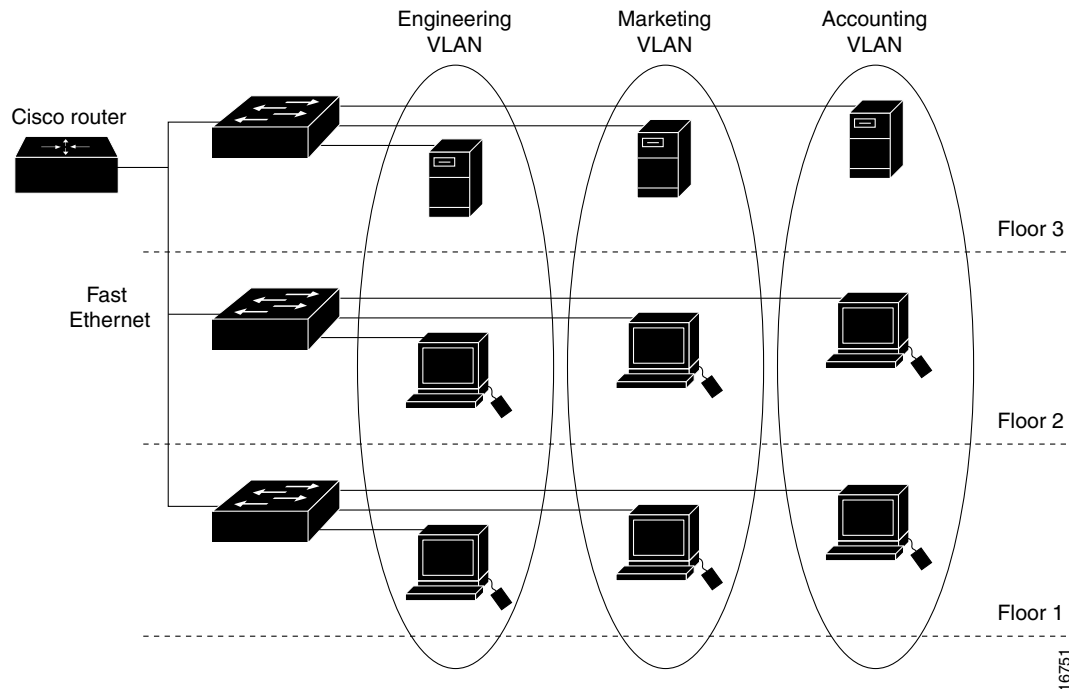 Engineering
VLAN
Marketing
VLAN
Accounting
VLAN
Cisco router
Floor 3
Fast
Ethernet
Floor 2
Floor 1
16751